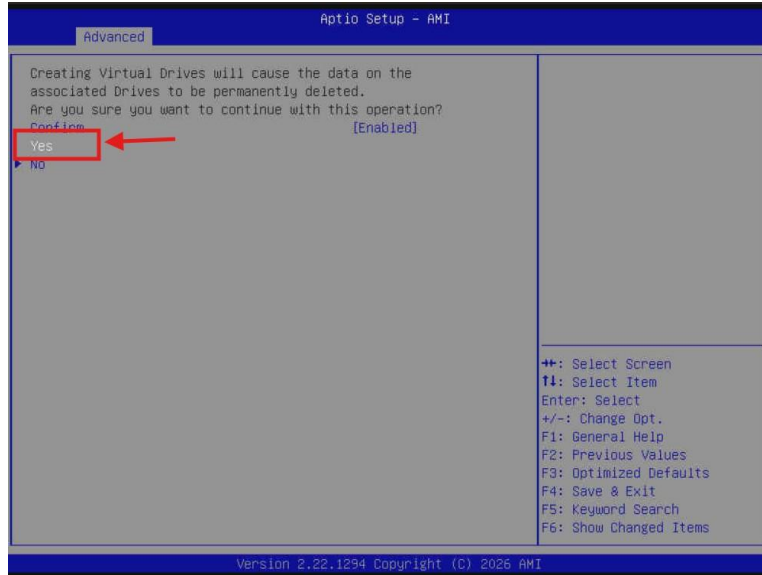 Aptio Setup - AMI
Advanced
Creating Virtual Drives will cause the data on the
associated Drives to be permanently deleted.
Are you sure you want to continue with this operation?
Confirm [Enabled]
Yes
No
: Select Screen
↑↓: Select Item
Enter: Select
+/-: Change Opt.
F1: General Help
F2: Previous Values
F3: Optimized Defaults
F4: Save & Exit
F5: Keyword Search
F6: Show Changed Items
Version 2.22.1294 Copyright (C) 2026 AMI